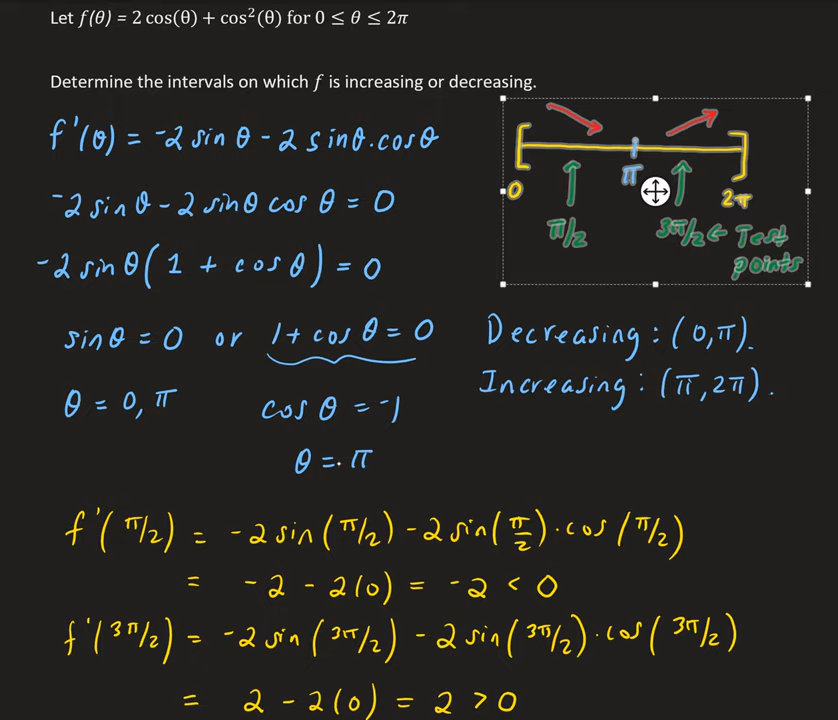 Let f(θ) = 2 cos(θ) + cos²(θ) for 0 ≤ θ ≤ 2π
Determine the intervals on which f is increasing or decreasing.
f'(θ) = -2 sin θ - 2 sinθ · cos θ
-2 sin θ - 2 sinθ cos θ = 0
-2 sin θ (1 + cos θ) = 0
sin θ = 0 or 1 + cos θ = 0
θ = 0, π
cos θ = -1
θ = π
0 π 2π
π/2 3π/2 ← Test
points
Decreasing : (0, π).
Increasing : (π, 2π).
f'(π/2) = -2 sin(π/2) - 2 sin(π/2) · cos(π/2)
= -2 - 2(0) = -2 < 0
f'(3π/2) = -2 sin(3π/2) - 2 sin(3π/2) · cos(3π/2)
= 2 - 2(0) = 2 > 0